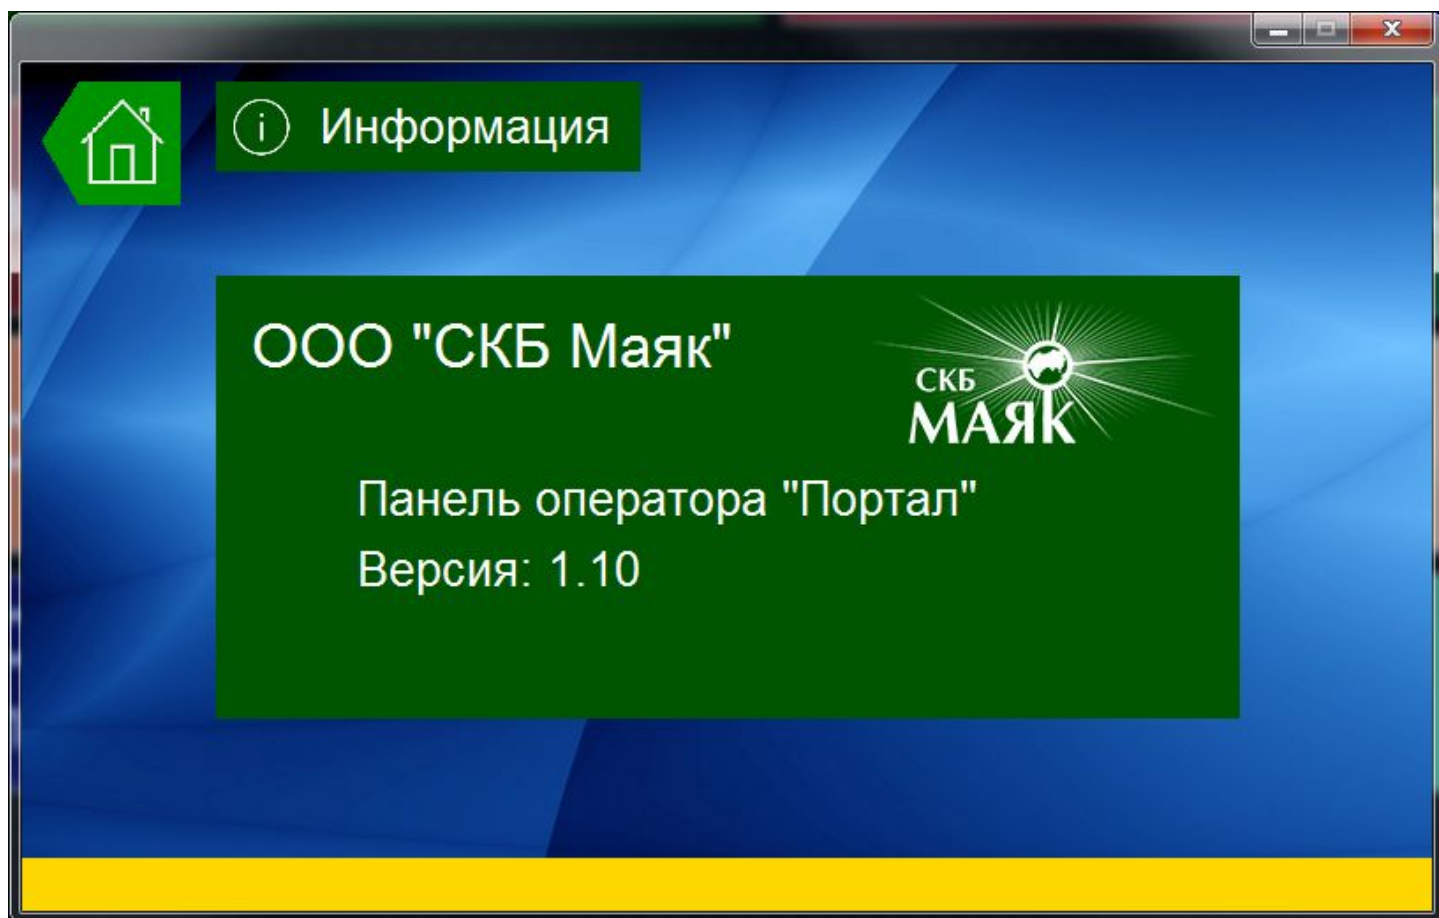 Информация
ООО "СКБ Маяк"
СКБ
МАЯК
Панель оператора "Портал"
Версия: 1.10